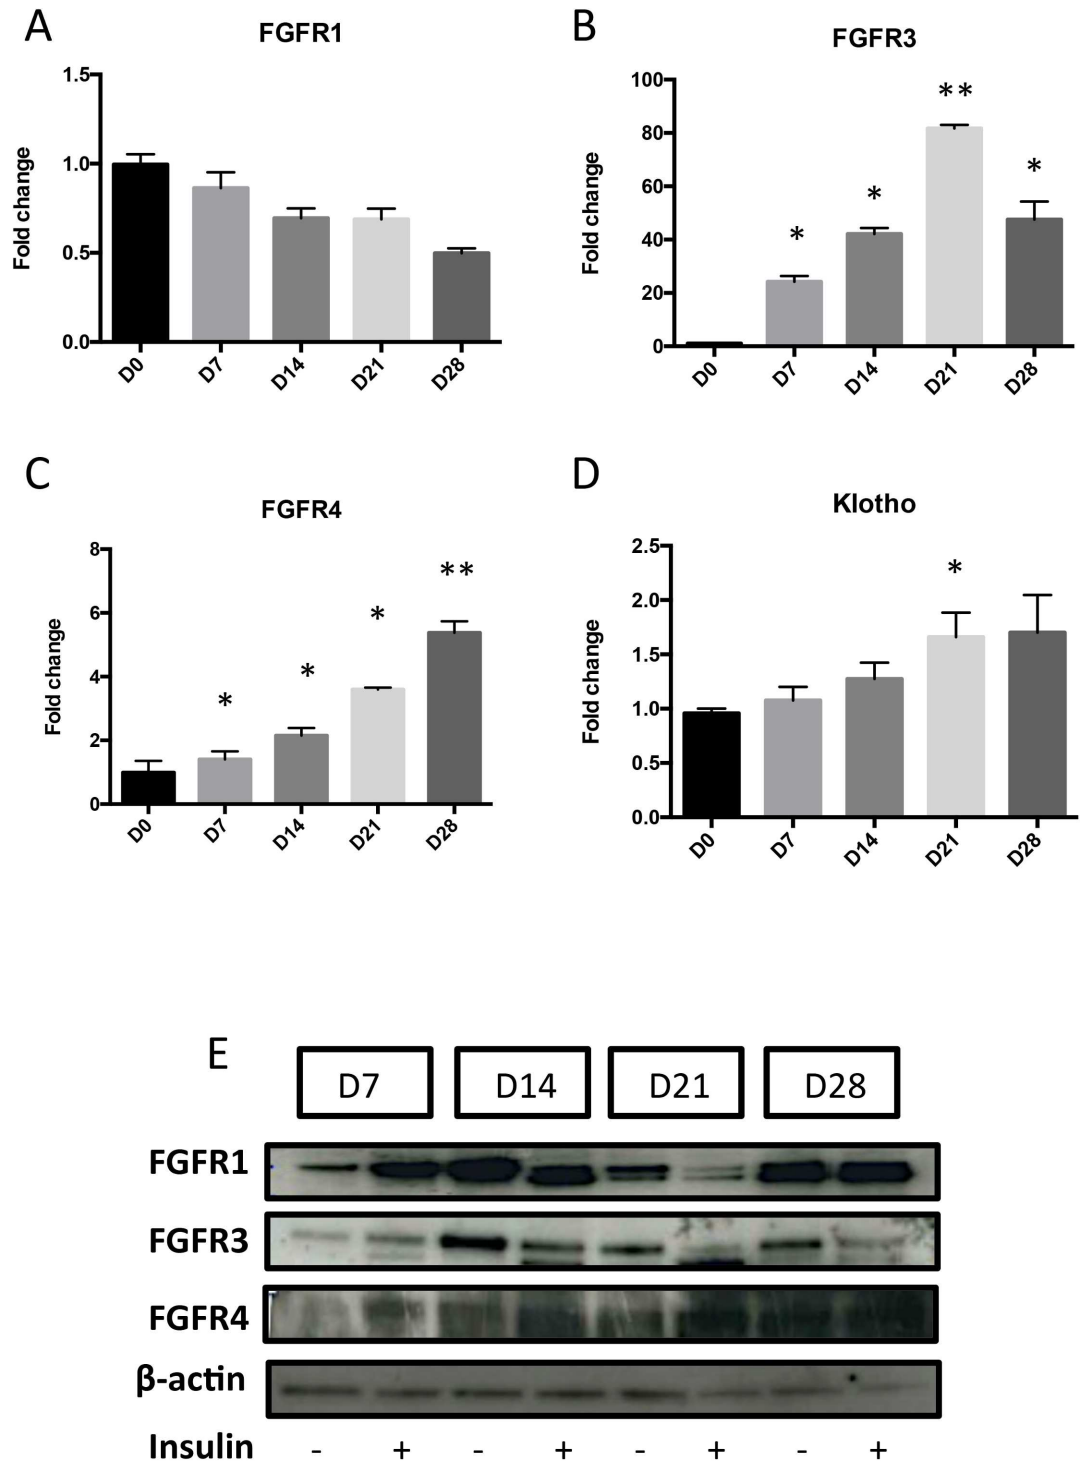 A
FGFR1
Fold change
1.5
1.0
0.5
0.0
D0 D7 D14 D21 D28
B
FGFR3
Fold change
100
80
60
40
20
0
* * ** *
D0 D7 D14 D21 D28
C
FGFR4
Fold change
8
6
4
2
0
* * * **
D0 D7 D14 D21 D28
D
Klotho
Fold change
2.5
2.0
1.5
1.0
0.5
0.0
*
D0 D7 D14 D21 D28
E
D7 D14 D21 D28
FGFR1
FGFR3
FGFR4
β-actin
Insulin - + - + - + - +